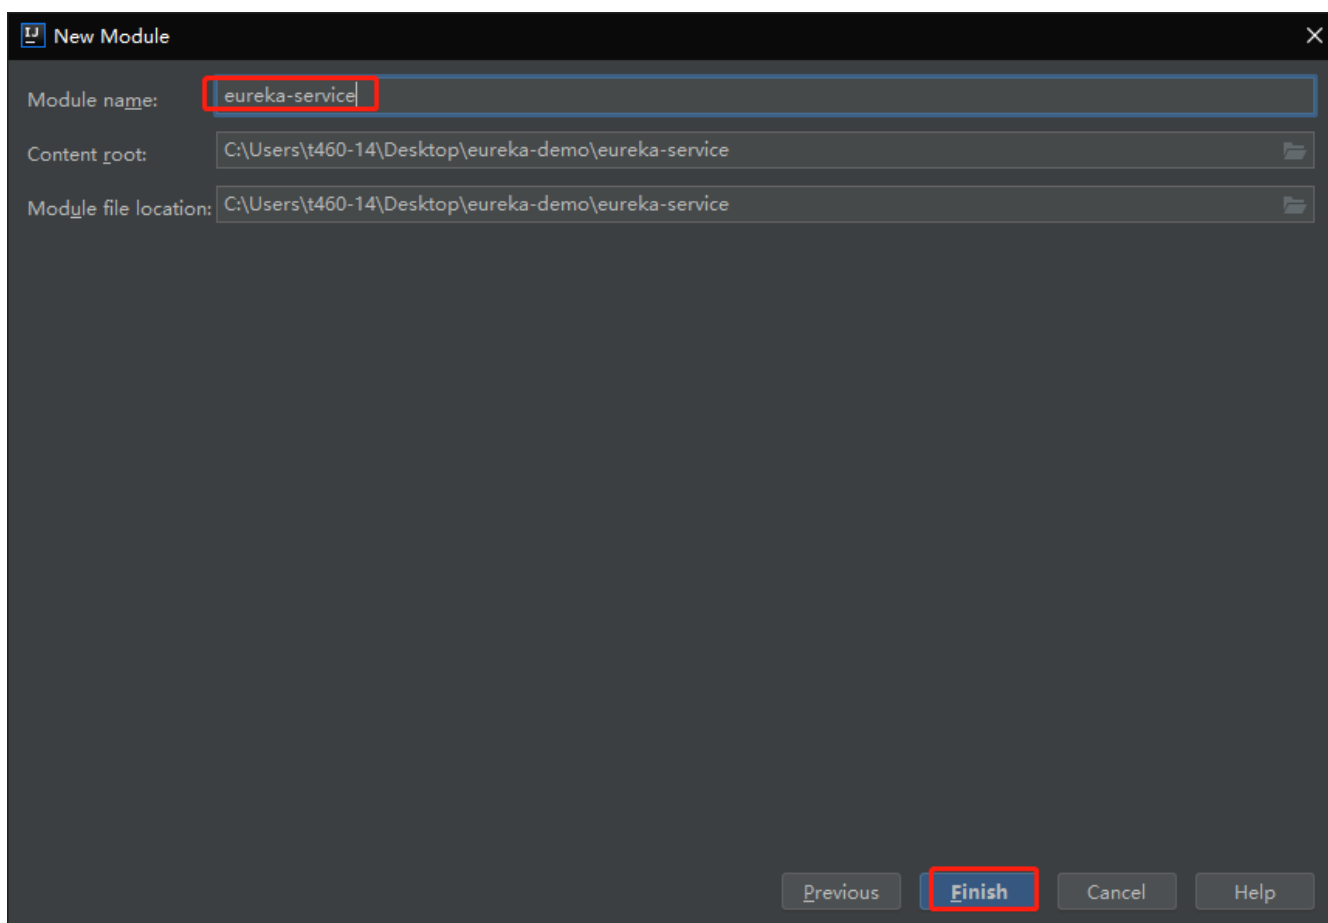 IJ New Module
Module name: eureka-service
Content root: C:\Users\t460-14\Desktop\eureka-demo\eureka-service
Module file location: C:\Users\t460-14\Desktop\eureka-demo\eureka-service
Previous Finish Cancel Help